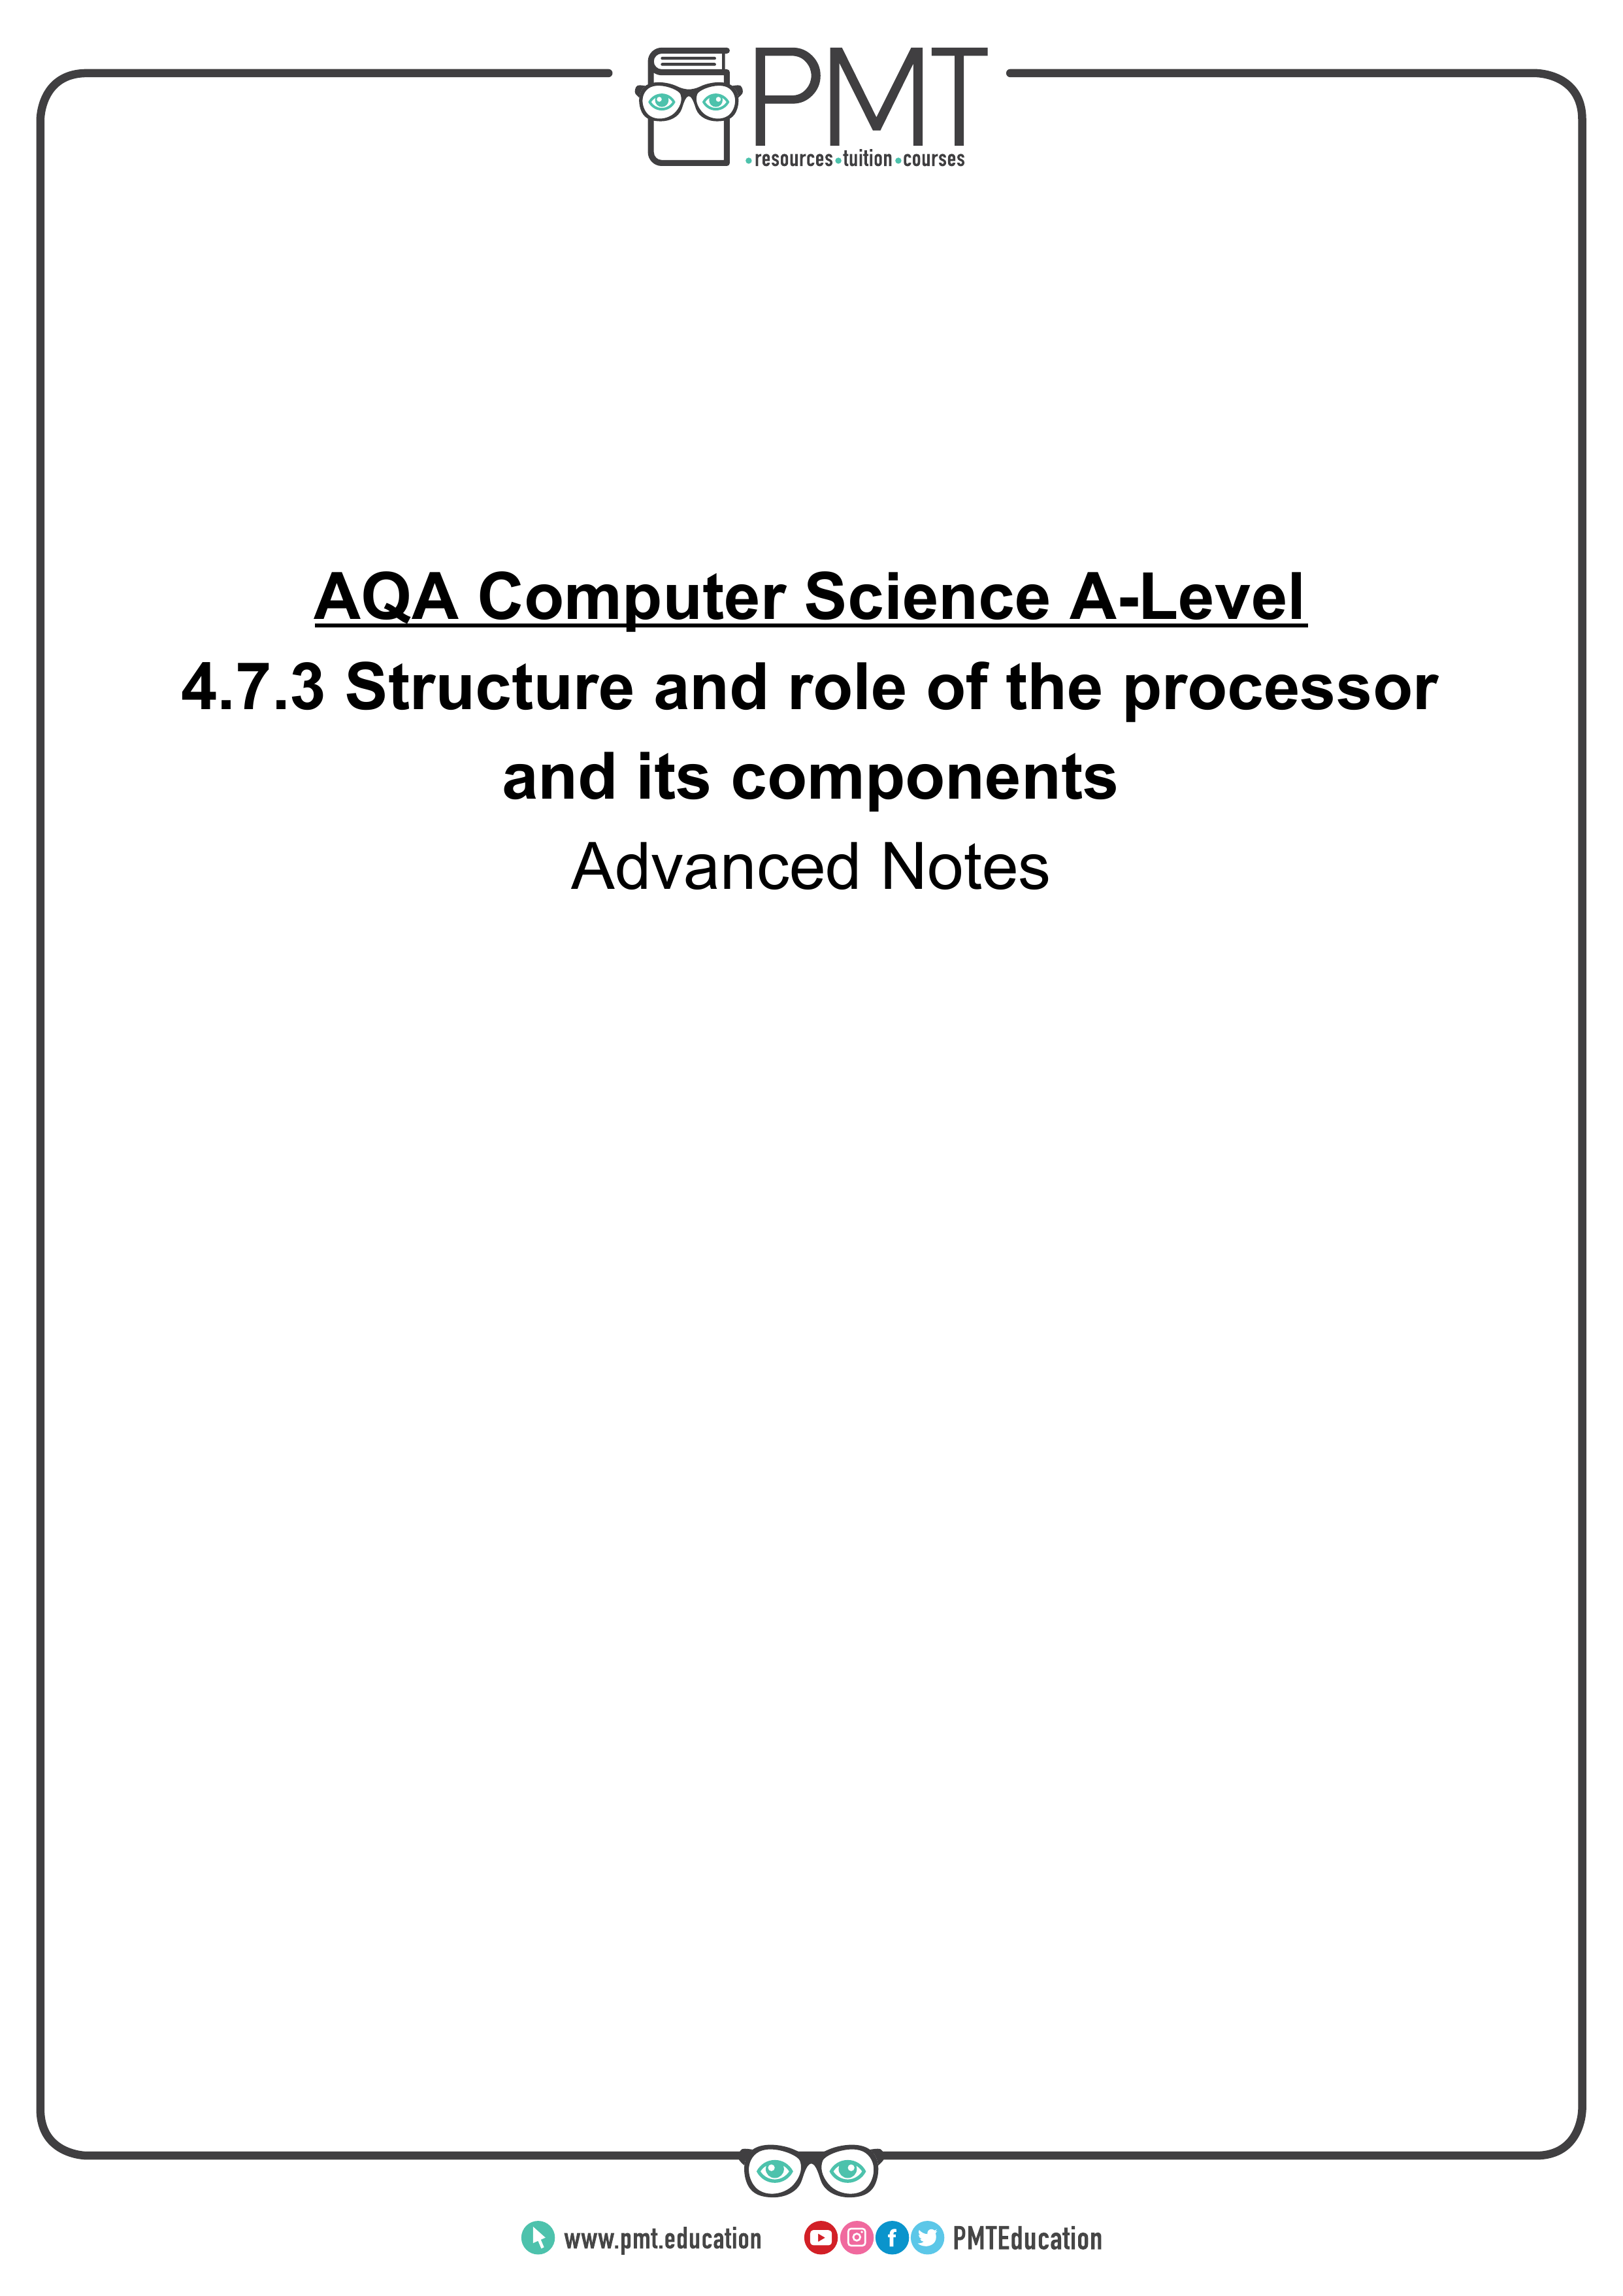 PMT
resources tuition courses
AQA Computer Science A-Level
4.7.3 Structure and role of the processor
and its components
Advanced Notes
www.pmt.education PMTEducation